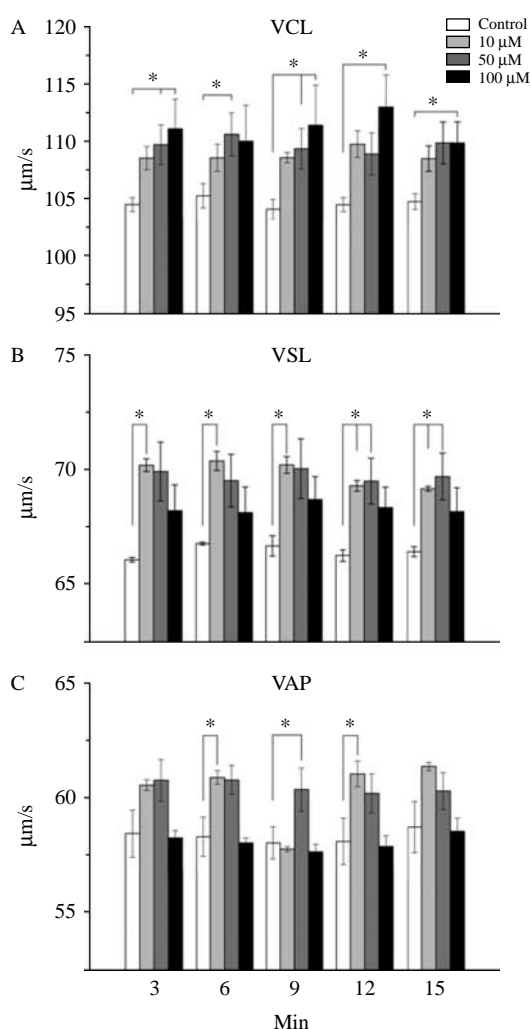 A
VCL
Control
10 µM
50 µM
100 µM
120
115
110
105
100
95
µm/s
* * * * *
B
VSL
75
70
65
µm/s
* * * * *
C
VAP
65
60
55
µm/s
* * *
3 6 9 12 15
Min